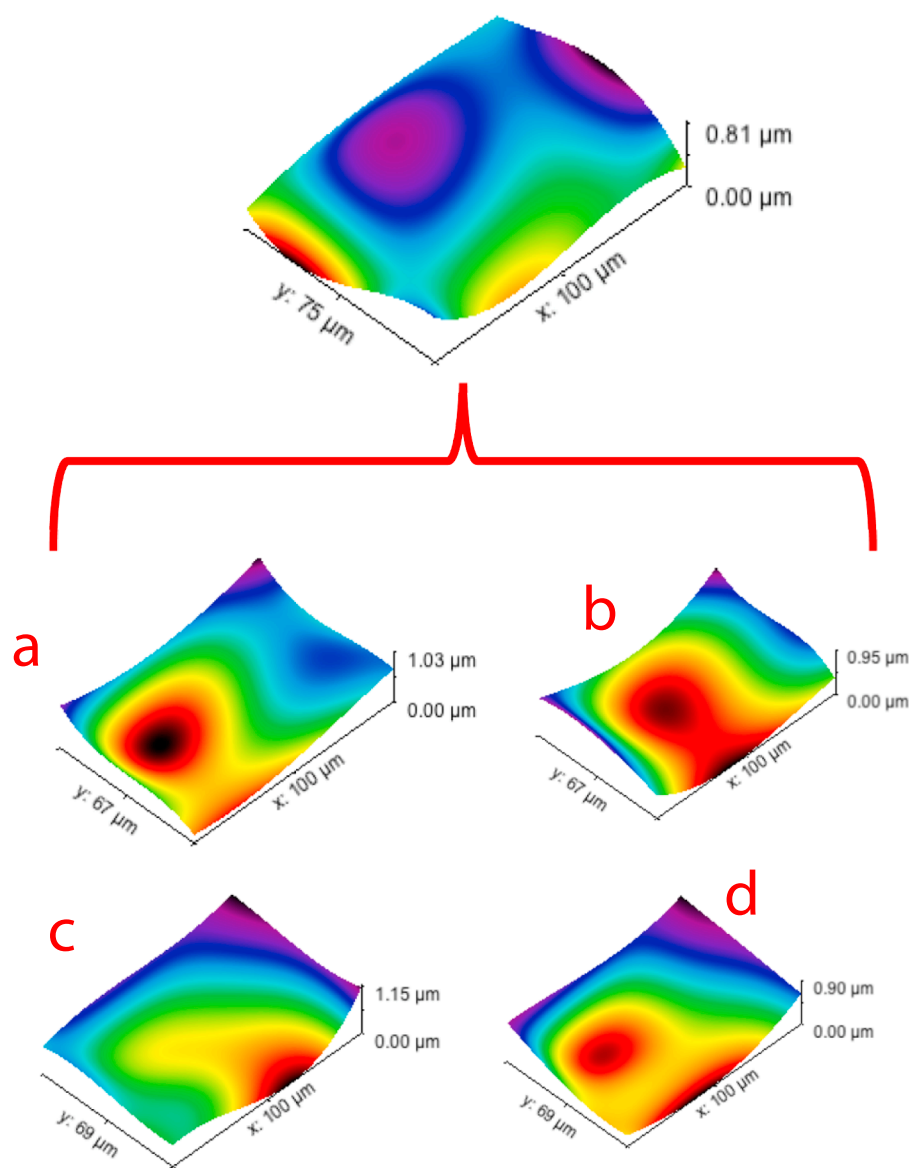 0.81 µm
0.00 µm
y: 75 µm
x: 100 µm
a
1.03 µm
0.00 µm
y: 67 µm
x: 100 µm
b
0.95 µm
0.00 µm
y: 67 µm
x: 100 µm
c
1.15 µm
0.00 µm
y: 69 µm
x: 100 µm
d
0.90 µm
0.00 µm
y: 69 µm
x: 100 µm